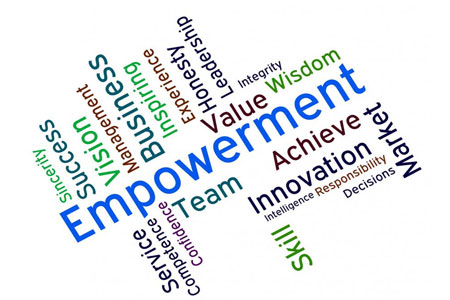 Sincerity
Success
Vision
Management
Business
Inspiring
Experience
Honesty
Leadership
Integrity
Value
Wisdom
Empowerment
Achieve
Market
Team
Innovation
Intelligence
Responsibility
Decisions
Service
Competence
Confidence
Skill